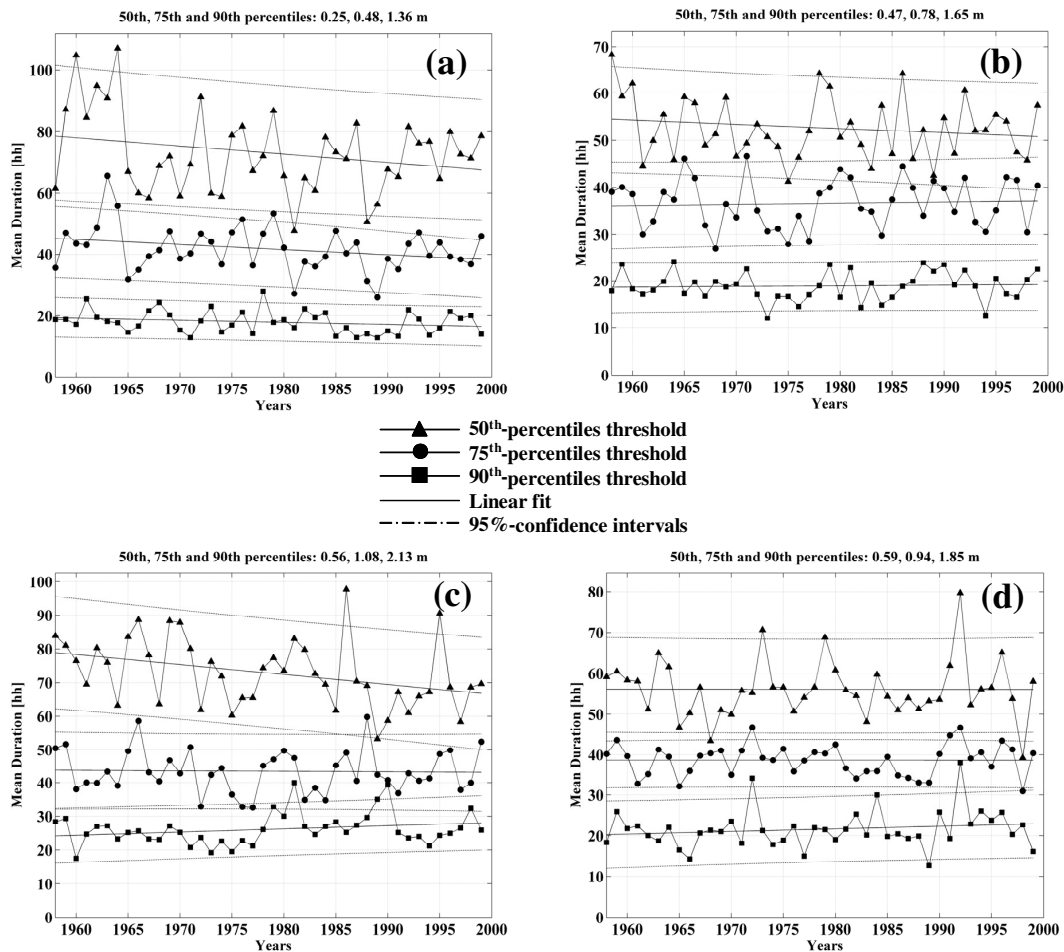 50th, 75th and 90th percentiles: 0.25, 0.48, 1.36 m
(a)
Mean Duration [hh]
100
80
60
40
20
0
1960 1965 1970 1975 1980 1985 1990 1995 2000
Years
50th, 75th and 90th percentiles: 0.47, 0.78, 1.65 m
(b)
Mean Duration [hh]
70
60
50
40
30
20
10
0
1960 1965 1970 1975 1980 1985 1990 1995 2000
Years
50th-percentiles threshold
75th-percentiles threshold
90th-percentiles threshold
Linear fit
95%-confidence intervals
50th, 75th and 90th percentiles: 0.56, 1.08, 2.13 m
(c)
Mean Duration [hh]
100
90
80
70
60
50
40
30
20
10
0
1960 1965 1970 1975 1980 1985 1990 1995 2000
Years
50th, 75th and 90th percentiles: 0.59, 0.94, 1.85 m
(d)
Mean Duration [hh]
80
70
60
50
40
30
20
10
0
1960 1965 1970 1975 1980 1985 1990 1995 2000
Years